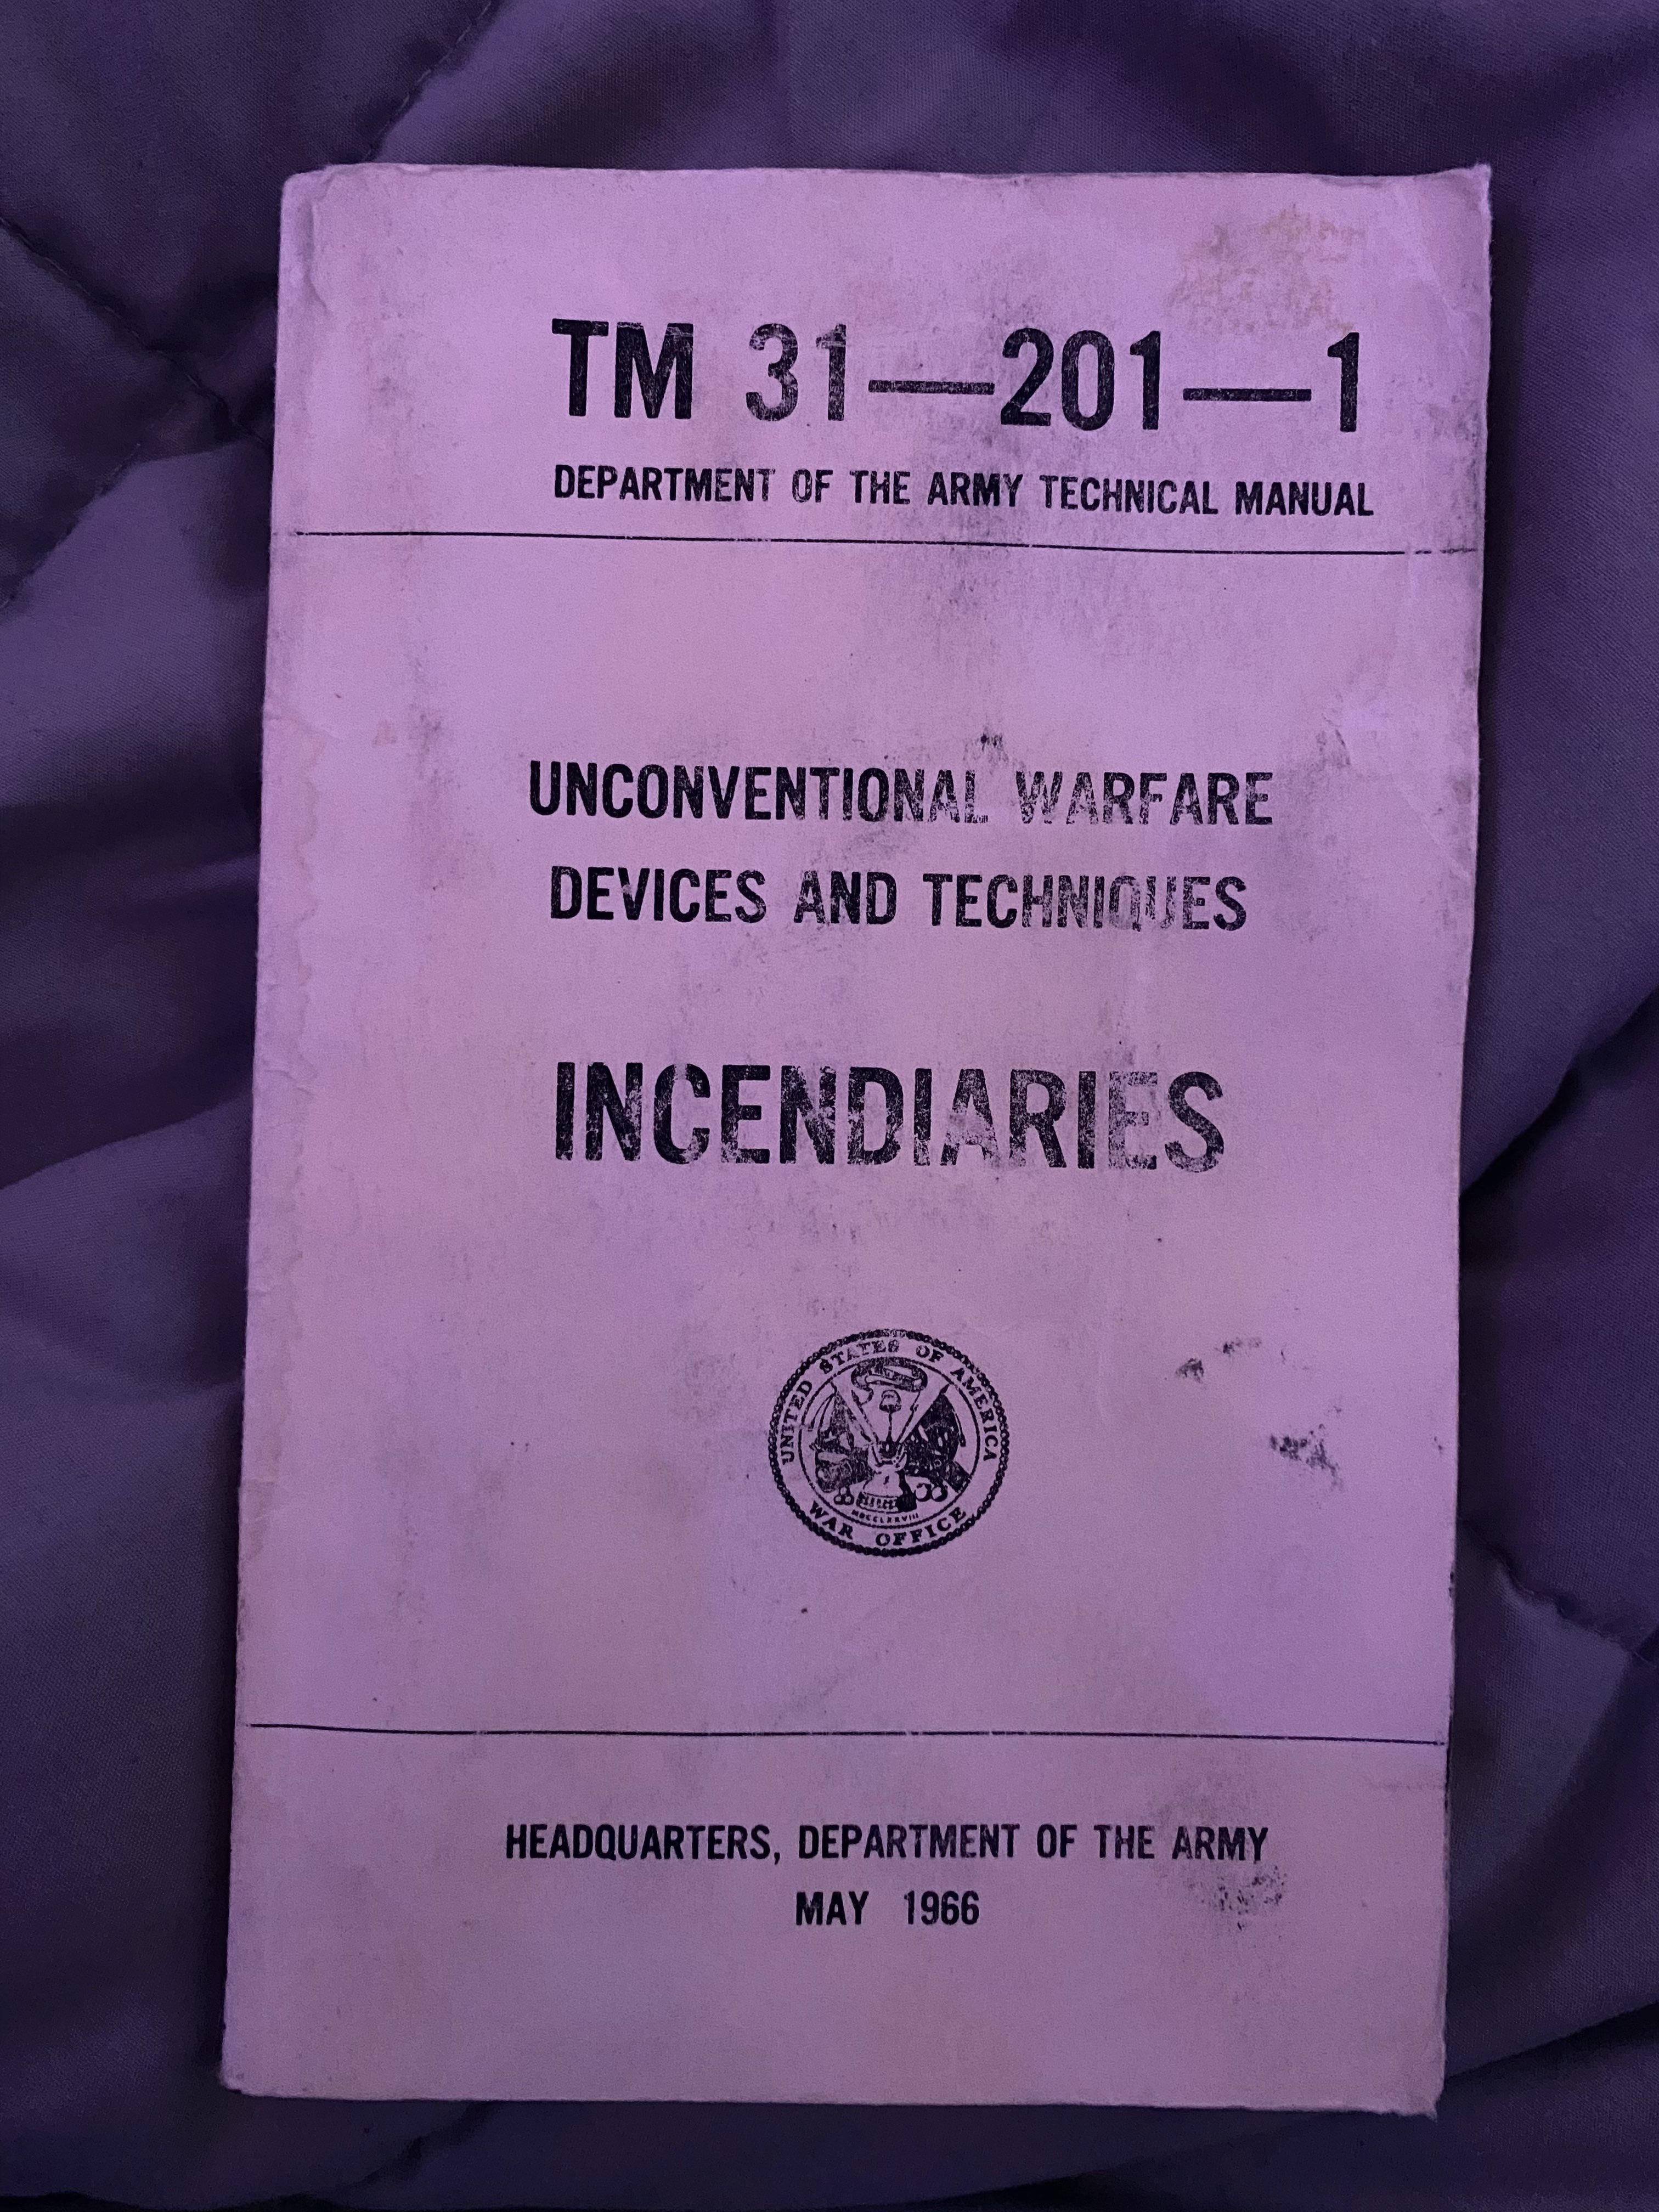 TM 31—201—1
DEPARTMENT OF THE ARMY TECHNICAL MANUAL
UNCONVENTIONAL WARFARE
DEVICES AND TECHNIQUES
INCENDIARIES
UNITED STATES OF AMERICA
MDCCLXXVIII
WAR OFFICE
HEADQUARTERS, DEPARTMENT OF THE ARMY
MAY 1966